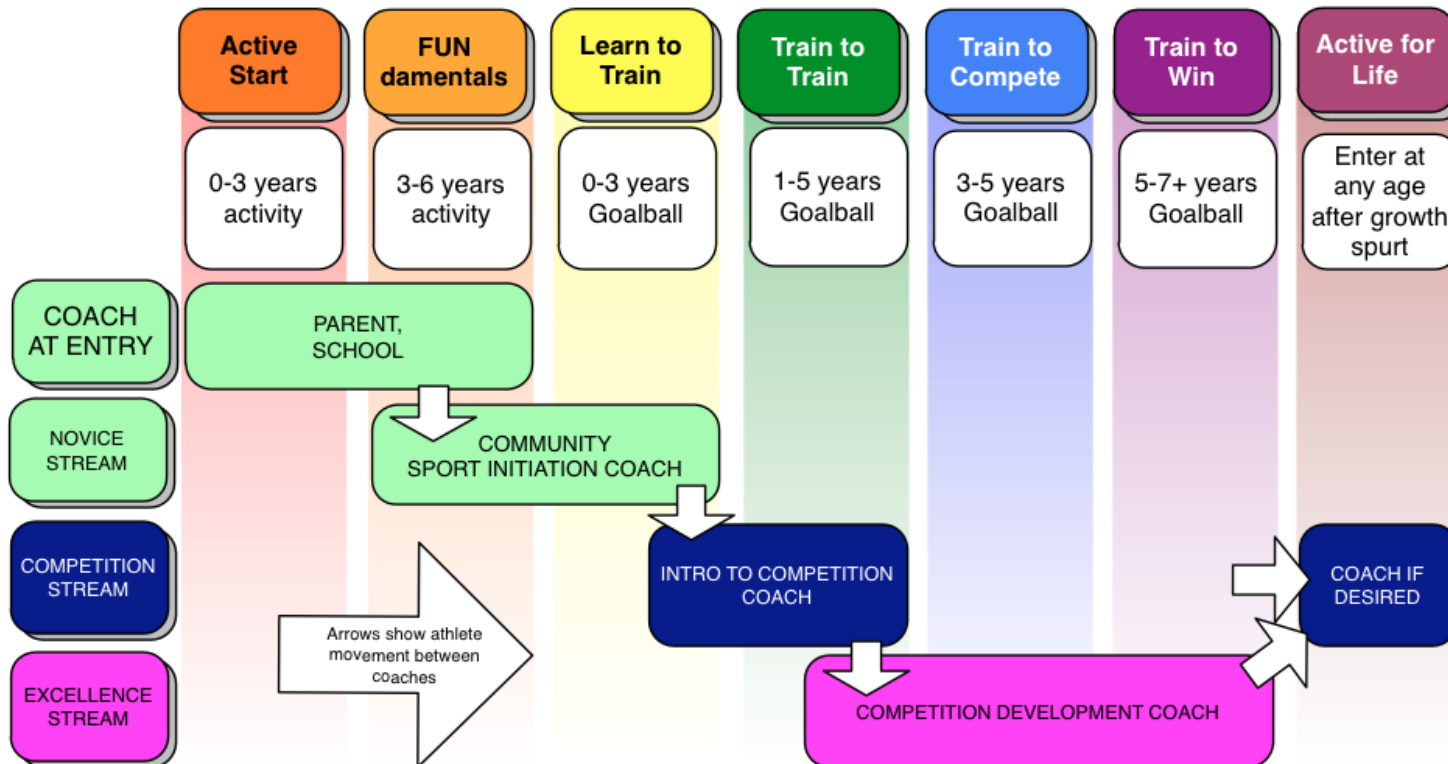 Active
Start
FUN
damentals
Learn to
Train
Train to
Train
Train to
Compete
Train to
Win
Active for
Life
0-3 years
activity
3-6 years
activity
0-3 years
Goalball
1-5 years
Goalball
3-5 years
Goalball
5-7+ years
Goalball
Enter at
any age
after growth
spurt
COACH
AT ENTRY
PARENT,
SCHOOL
NOVICE
STREAM
COMMUNITY
SPORT INITIATION COACH
COMPETITION
STREAM
INTRO TO COMPETITION
COACH
COACH IF
DESIRED
Arrows show athlete
movement between
coaches
EXCELLENCE
STREAM
COMPETITION DEVELOPMENT COACH